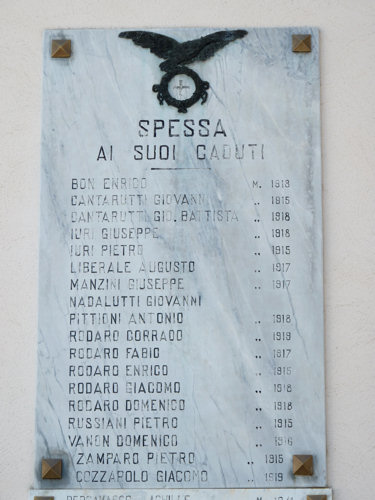 SPESSA
AI SUOI CADUTI
BON ENRICO M. 1918
CANTARUTTI GIOVANNI ,, 1915
CANTARUTTI GIO. BATTISTA ,, 1918
IURI GIUSEPPE ,, 1918
IURI PIETRO ,, 1915
LIBERALE AUGUSTO ,, 1917
MANZINI GIUSEPPE ,, 1917
NADALUTTI GIOVANNI
PITTIONI ANTONIO ,, 1918
RODARO CORRADO ,, 1919
RODARO FABIO ,, 1917
RODARO ENRICO ,, 1915
RODARO GIACOMO ,, 1918
RODARO DOMENICO ,, 1918
RUSSIANI PIETRO ,, 1915
VANON DOMENICO ,, 1916
ZAMPARO PIETRO ,, 1915
COZZAROLO GIACOMO ,, 1919